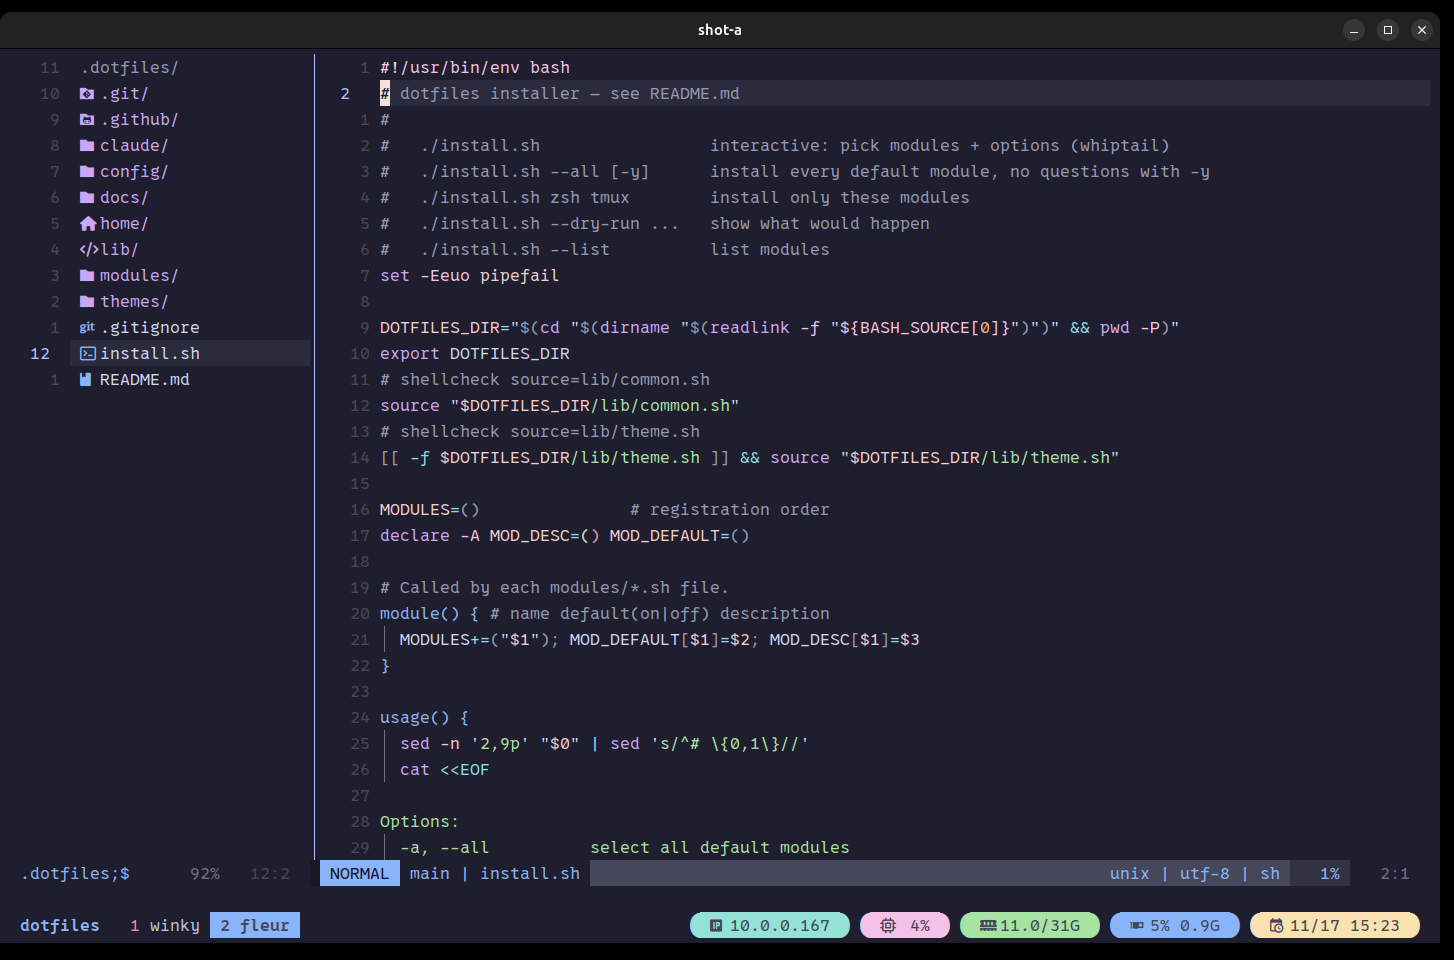 shot-a
11 .dotfiles/
10 .git/
9 .github/
8 claude/
7 config/
6 docs/
5 home/
4 lib/
3 modules/
2 themes/
1 git .gitignore
12 install.sh
1 README.md
1 #!/usr/bin/env bash
2 # dotfiles installer — see README.md
1 #
2 #   ./install.sh                 interactive: pick modules + options (whiptail)
3 #   ./install.sh --all [-y]      install every default module, no questions with -y
4 #   ./install.sh zsh tmux        install only these modules
5 #   ./install.sh --dry-run ...   show what would happen
6 #   ./install.sh --list          list modules
7 set -Eeuo pipefail
8
9 DOTFILES_DIR="$(cd "$(dirname "$(readlink -f "${BASH_SOURCE[0]}")")" && pwd -P)"
10 export DOTFILES_DIR
11 # shellcheck source=lib/common.sh
12 source "$DOTFILES_DIR/lib/common.sh"
13 # shellcheck source=lib/theme.sh
14 [[ -f $DOTFILES_DIR/lib/theme.sh ]] && source "$DOTFILES_DIR/lib/theme.sh"
15
16 MODULES=()               # registration order
17 declare -A MOD_DESC=() MOD_DEFAULT=()
18
19 # Called by each modules/*.sh file.
20 module() { # name default(on|off) description
21   MODULES+=("$1"); MOD_DEFAULT[$1]=$2; MOD_DESC[$1]=$3
22 }
23
24 usage() {
25   sed -n '2,9p' "$0" | sed 's/^# \{0,1\}//'
26   cat <<EOF
27
28 Options:
29   -a, --all          select all default modules
.dotfiles;$ 92% 12:2
NORMAL main | install.sh unix | utf-8 | sh 1% 2:1
dotfiles 1 winky 2 fleur IP 10.0.0.167 4% 11.0/31G 5% 0.9G 11/17 15:23